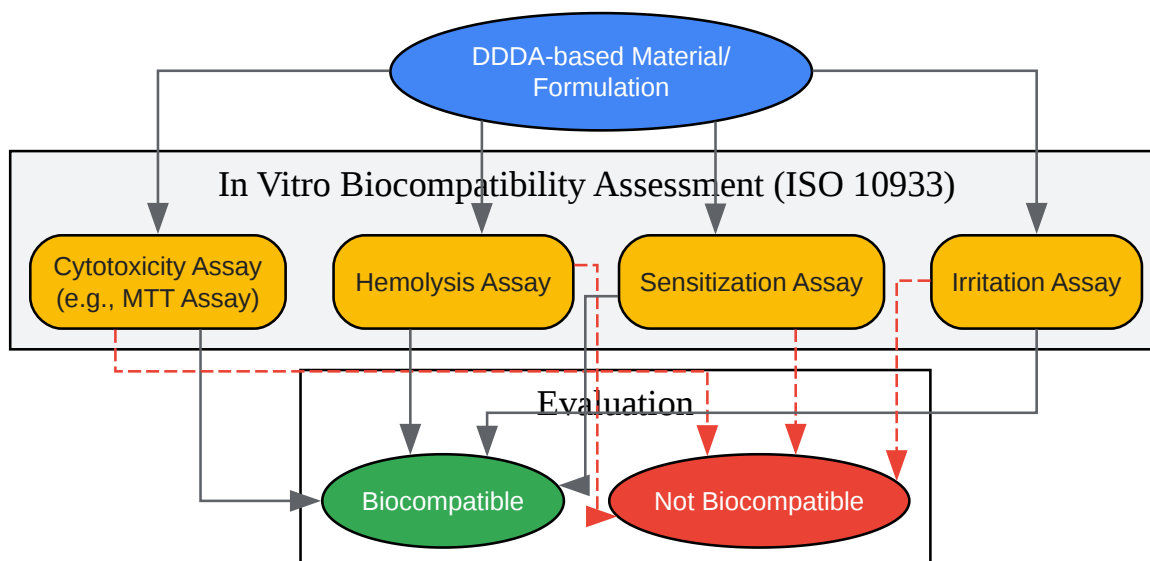 DDDA-based Material/
Formulation
In Vitro Biocompatibility Assessment (ISO 10933)
Cytotoxicity Assay
(e.g., MTT Assay)
Hemolysis Assay
Sensitization Assay
Irritation Assay
Evaluation
Biocompatible
Not Biocompatible